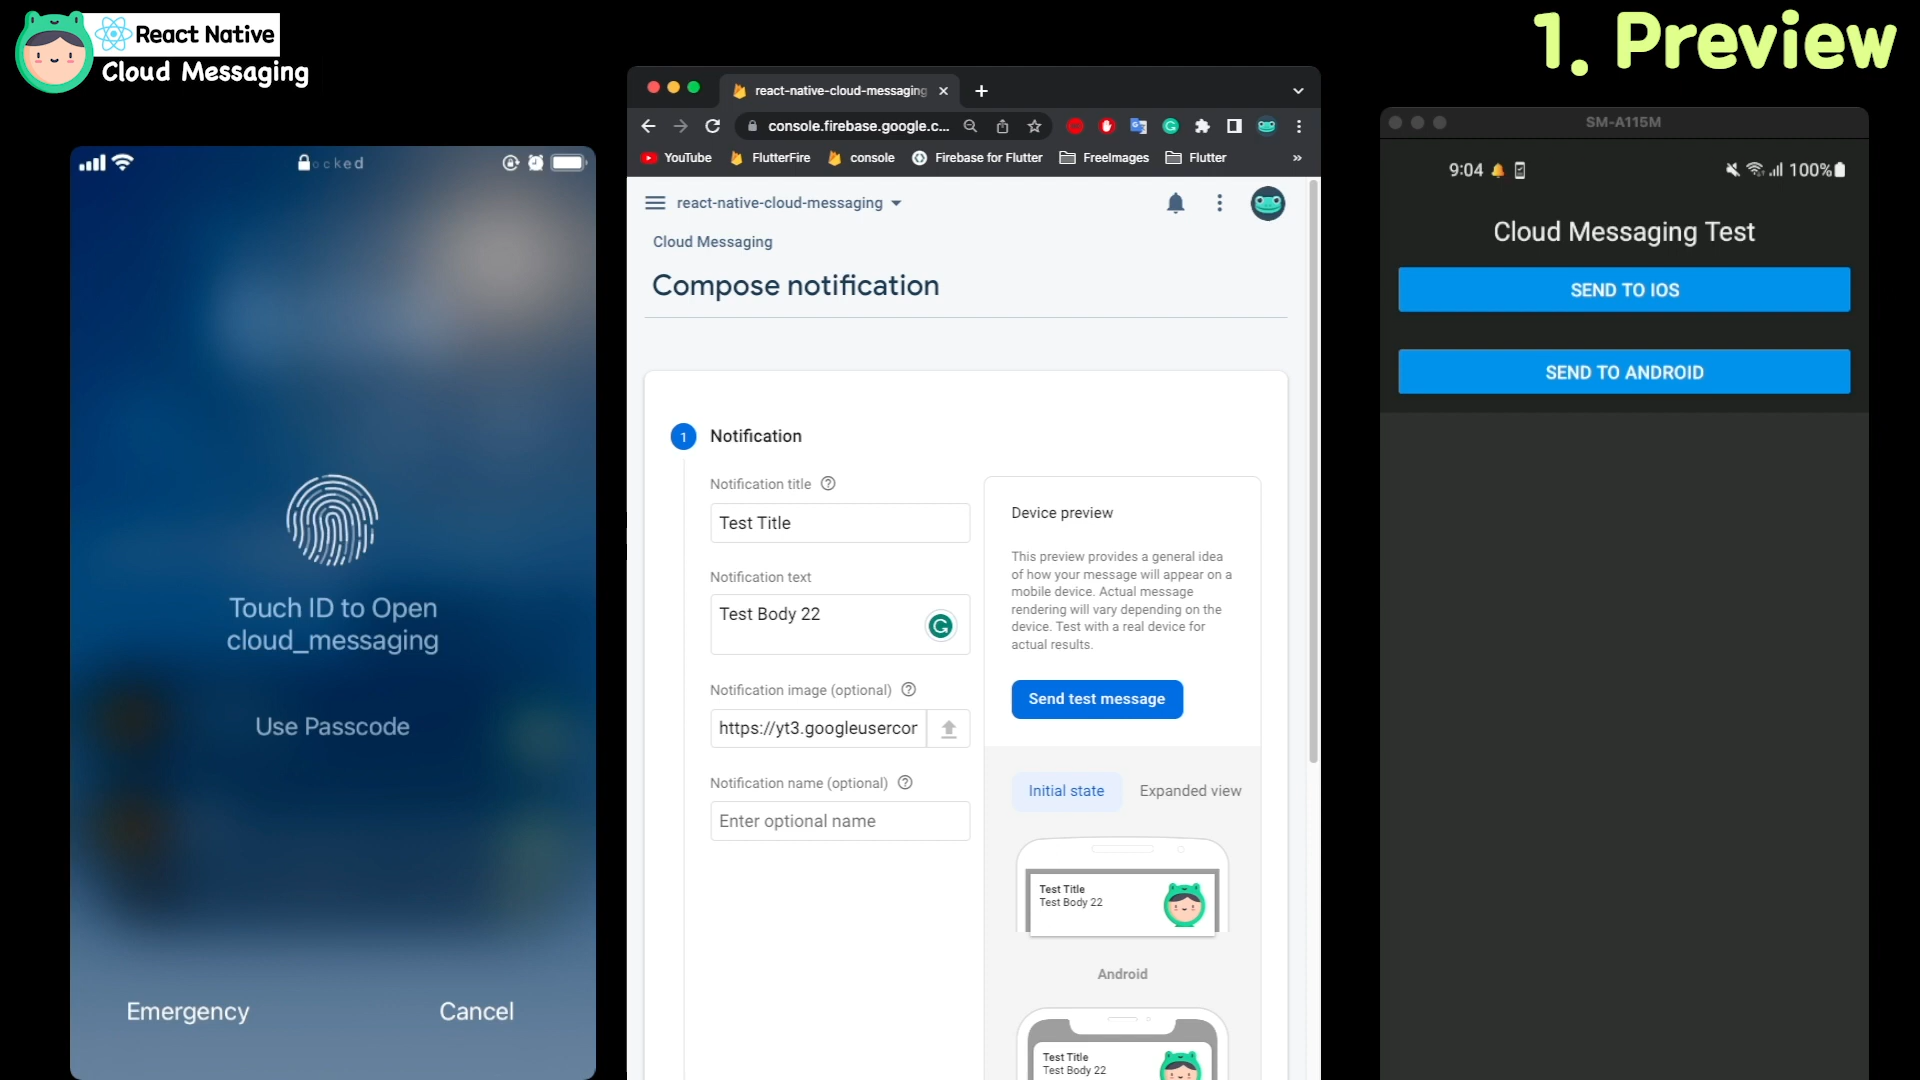 React Native
Cloud Messaging
1. Preview
ocked
Touch ID to Open
cloud_messaging
Use Passcode
Emergency
Cancel
react-native-cloud-messaging
console.firebase.google.c...
YouTube
FlutterFire
console
Firebase for Flutter
FreeImages
Flutter
»
react-native-cloud-messaging
Cloud Messaging
Compose notification
1
Notification
Notification title
Test Title
Notification text
Test Body 22
Notification image (optional)
https://yt3.googleusercor
Notification name (optional)
Enter optional name
Device preview
This preview provides a general idea
of how your message will appear on a
mobile device. Actual message
rendering will vary depending on the
device. Test with a real device for
actual results.
Send test message
Initial state
Expanded view
Test Title
Test Body 22
Android
Test Title
Test Body 22
SM-A115M
9:04
100%
Cloud Messaging Test
SEND TO IOS
SEND TO ANDROID